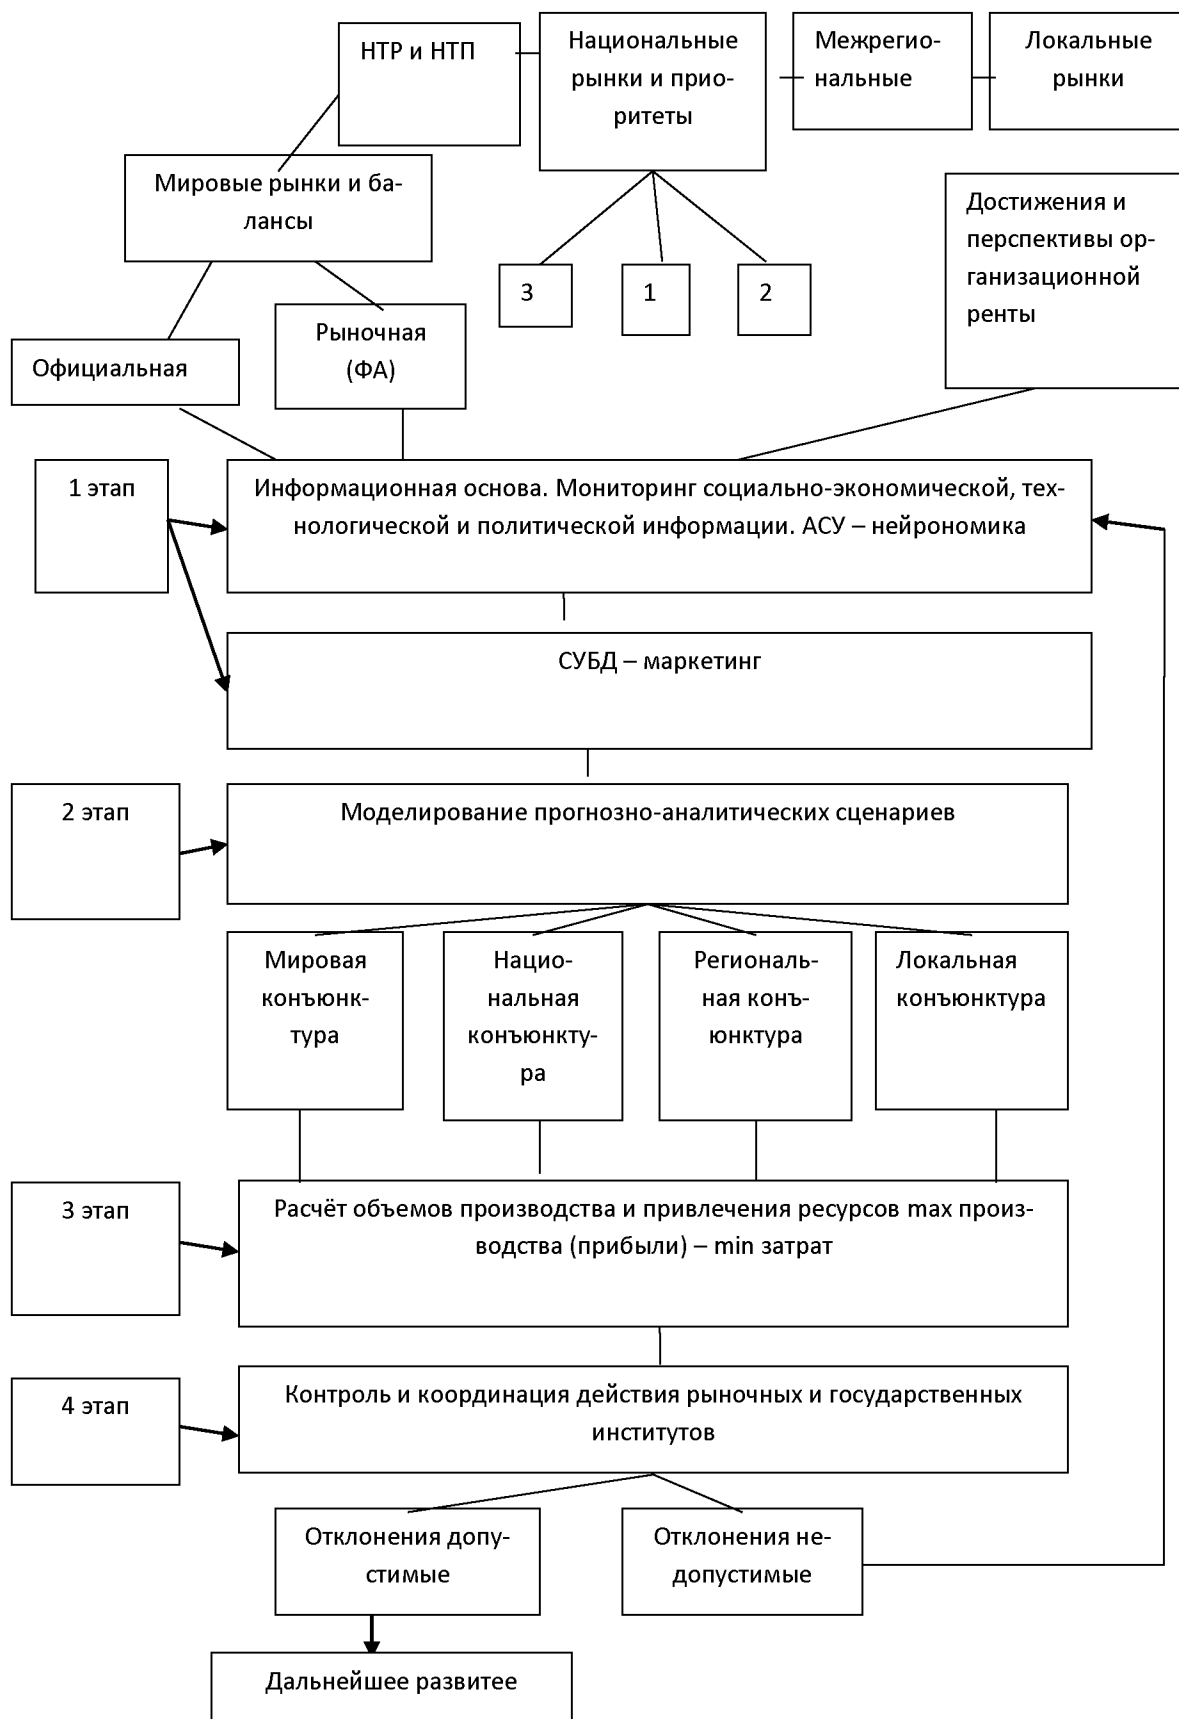 НТР и НТП
Национальные
рынки и прио-
ритеты
Межрегио-
нальные
Локальные
рынки
Мировые рынки и ба-
лансы
Достижения и
перспективы ор-
ганизационной
ренты
3
1
2
Официальная
Рыночная
(ФА)
1 этап
Информационная основа. Мониторинг социально-экономической, тех-
нологической и политической информации. АСУ – нейрономика
СУБД – маркетинг
2 этап
Моделирование прогнозно-аналитических сценариев
Мировая
конъюнк-
тура
Нацио-
нальная
конъюнкту-
ра
Региональ-
ная конъ-
юнктура
Локальная
конъюнктура
3 этап
Расчёт объемов производства и привлечения ресурсов max произ-
водства (прибыли) – min затрат
4 этап
Контроль и координация действия рыночных и государственных
институтов
Отклонения допу-
стимые
Отклонения не-
допустимые
Дальнейшее развитее